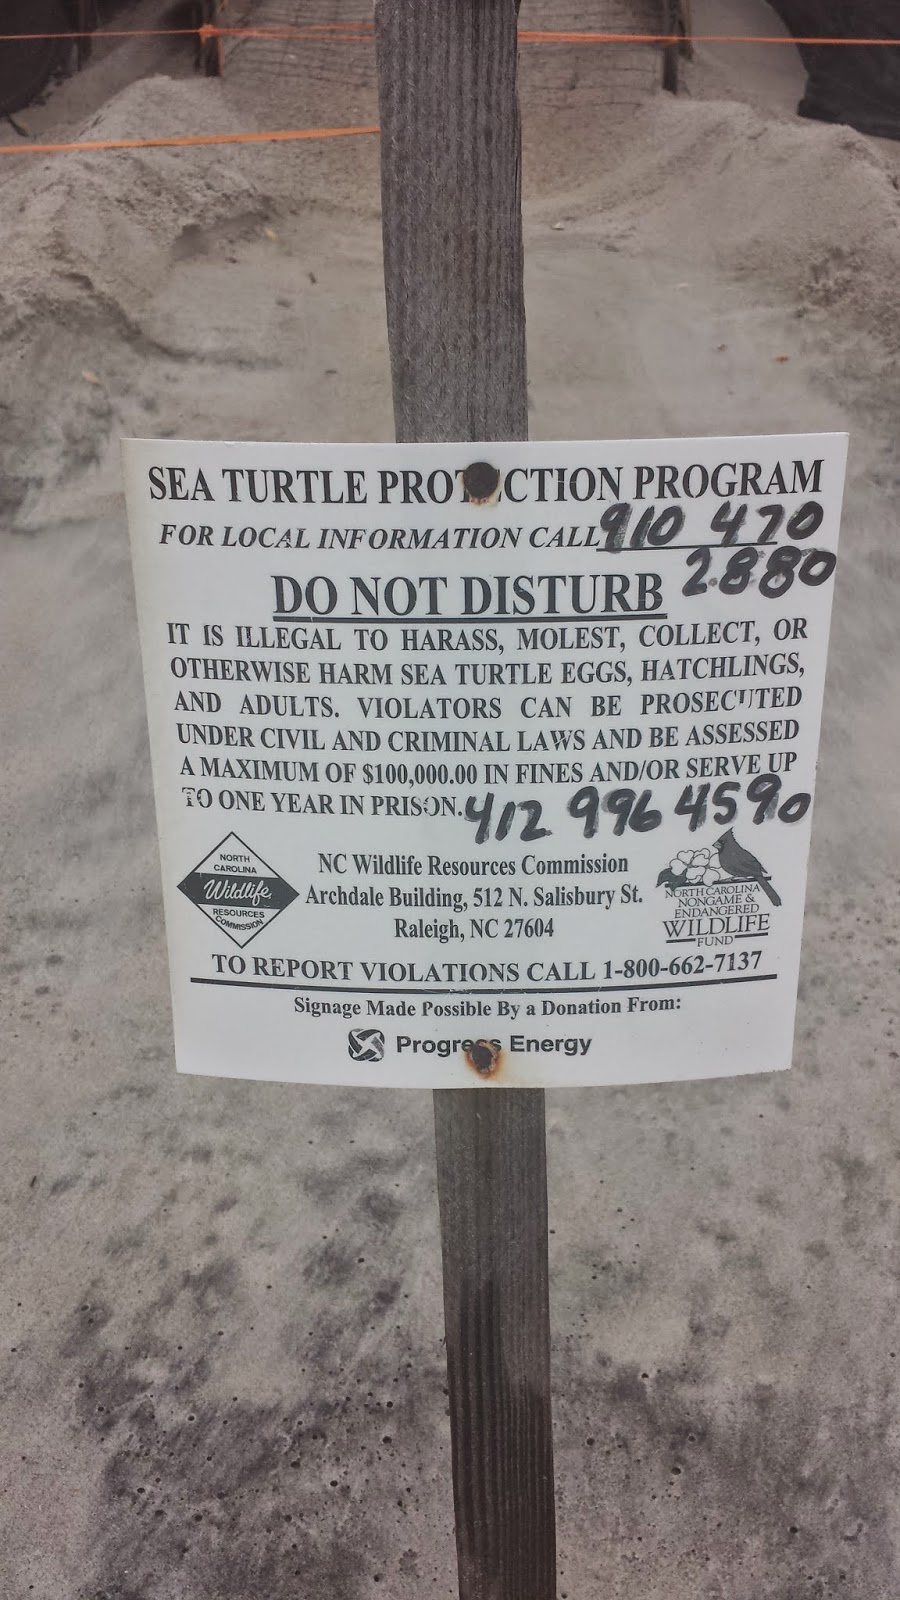 SEA TURTLE PROTECTION PROGRAM
FOR LOCAL INFORMATION CALL 910 470
2880
DO NOT DISTURB
IT IS ILLEGAL TO HARASS, MOLEST, COLLECT, OR
OTHERWISE HARM SEA TURTLE EGGS, HATCHLINGS,
AND ADULTS. VIOLATORS CAN BE PROSECUTED
UNDER CIVIL AND CRIMINAL LAWS AND BE ASSESSED
A MAXIMUM OF $100,000.00 IN FINES AND/OR SERVE UP
TO ONE YEAR IN PRISON. 412 996 4590
NORTH
CAROLINA
Wildlife
RESOURCES
COMMISSION
NC Wildlife Resources Commission
Archdale Building, 512 N. Salisbury St.
Raleigh, NC 27604
NORTH CAROLINA
NONGAME &
ENDANGERED
WILDLIFE
FUND
TO REPORT VIOLATIONS CALL 1-800-662-7137
Signage Made Possible By a Donation From:
Progress Energy